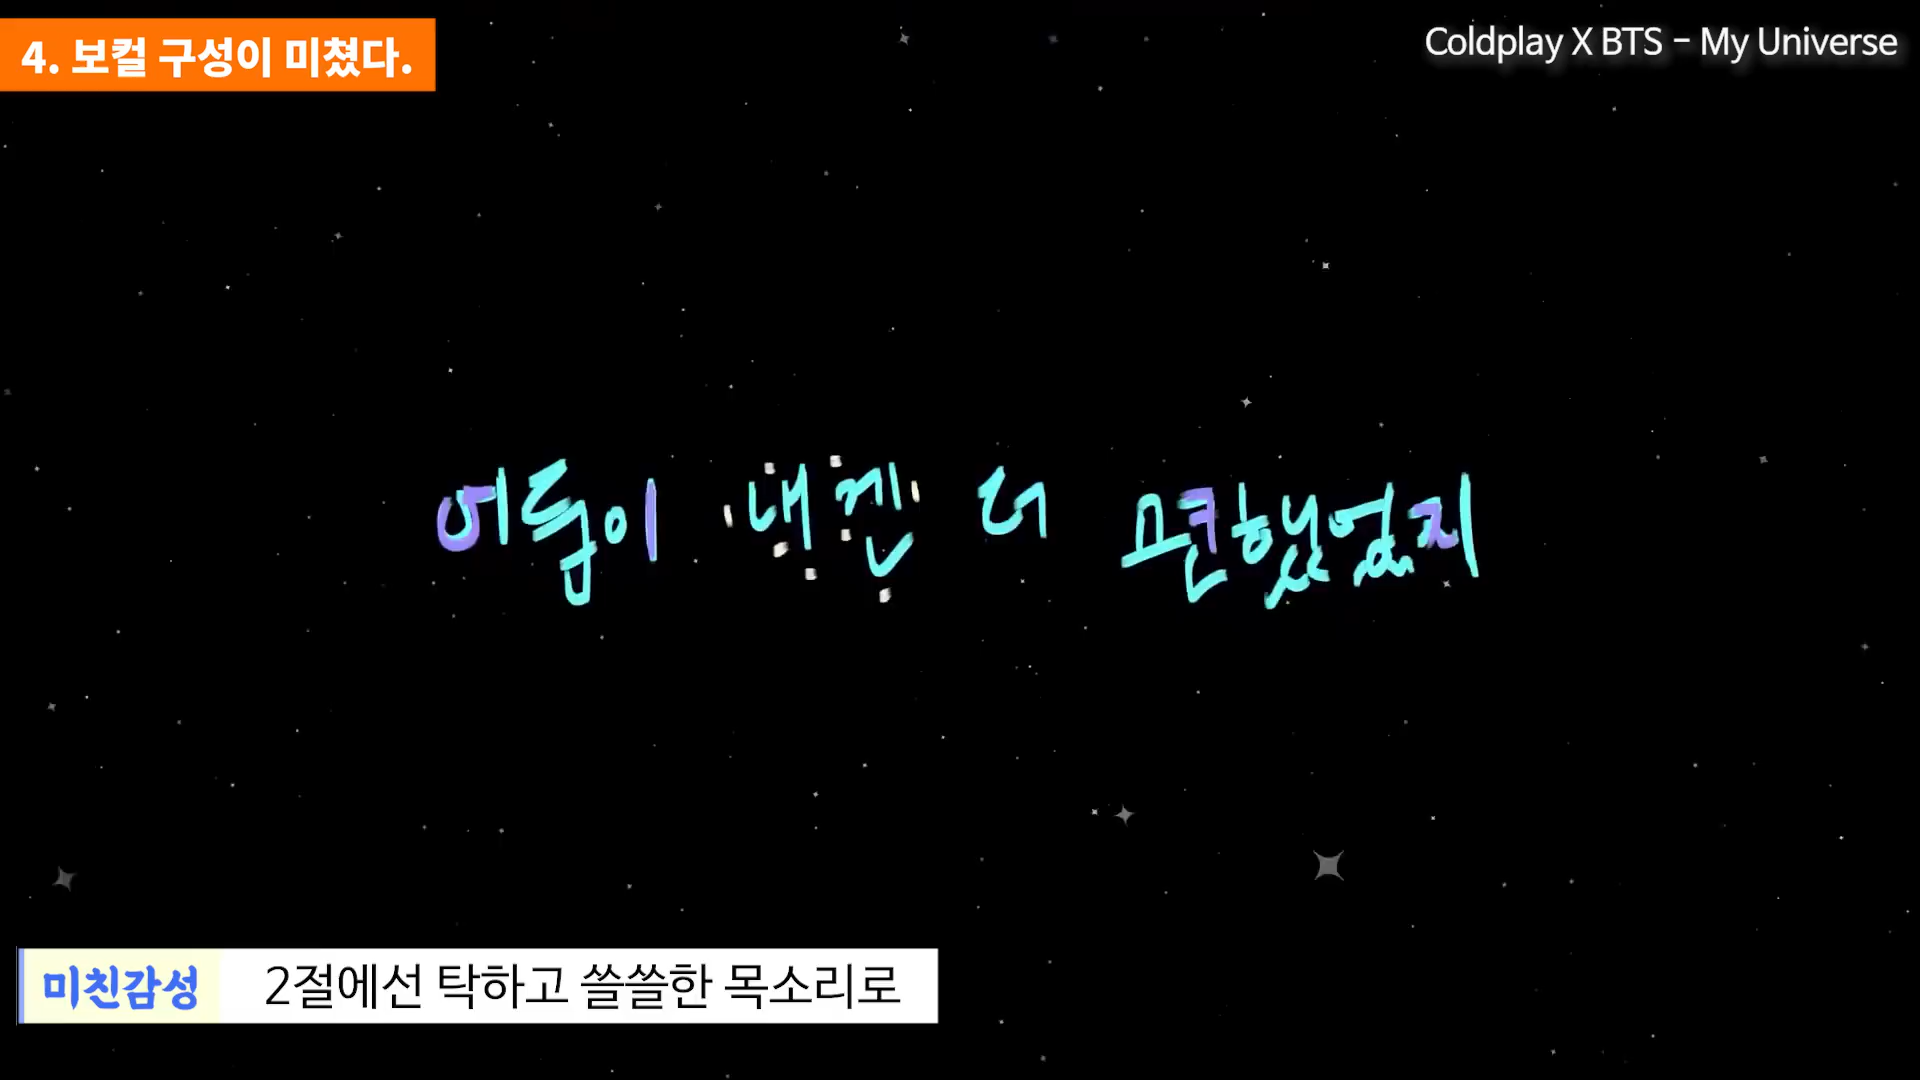 4. 보컬 구성이 미쳤다.
Coldplay X BTS - My Universe
어둠이 내겐 더 편했었지
미친감성 2절에선 탁하고 쓸쓸한 목소리로